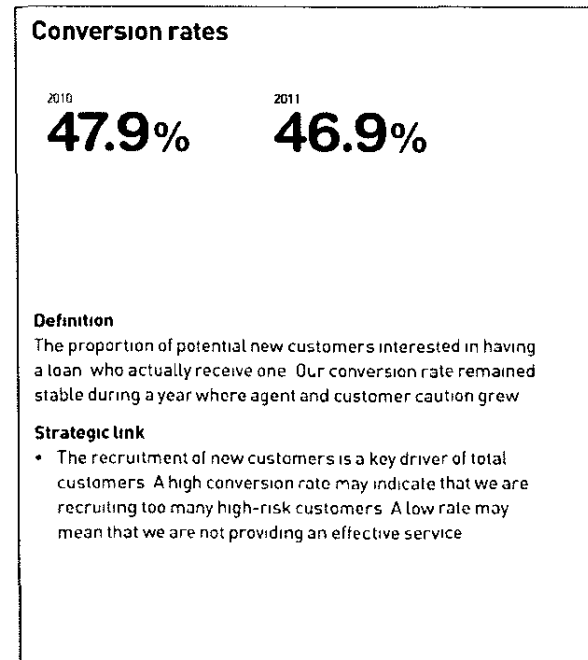 Conversion rates
2010 2011
47.9% 46.9%
Definition
The proportion of potential new customers interested in having
a loan who actually receive one Our conversion rate remained
stable during a year where agent and customer caution grew
Strategic link
• The recruitment of new customers is a key driver of total
customers A high conversion rate may indicate that we are
recruiting too many high-risk customers A low rate may
mean that we are not providing an effective service